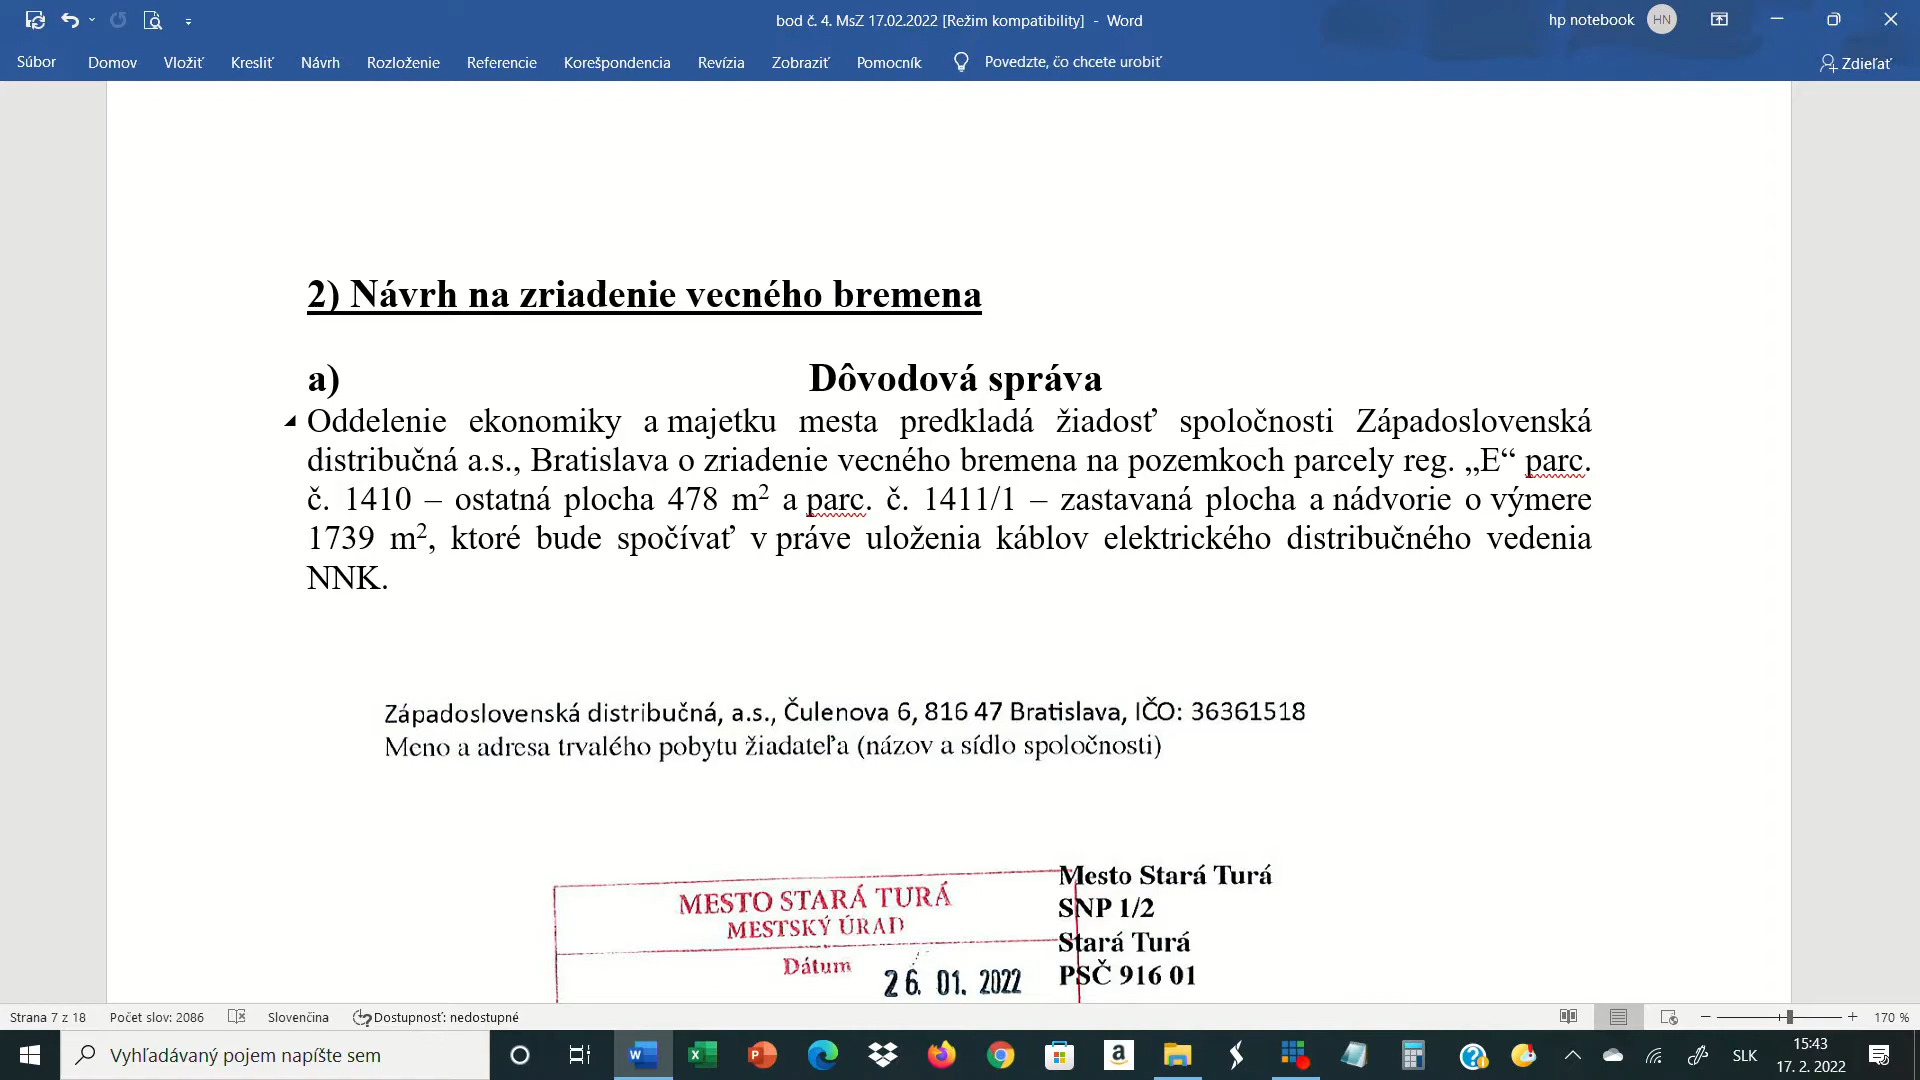 bod č. 4. MsZ 17.02.2022 [Režim kompatibility] - Word
hp notebook HN
Súbor Domov Vložiť Kresliť Návrh Rozloženie Referencie Korešpondencia Revízia Zobraziť Pomocník Povedzte, čo chcete urobiť Zdieľať
2) Návrh na zriadenie vecného bremena
a) Dôvodová správa
Oddelenie ekonomiky a majetku mesta predkladá žiadosť spoločnosti Západoslovenská
distribučná a.s., Bratislava o zriadenie vecného bremena na pozemkoch parcely reg. „E“ parc.
č. 1410 – ostatná plocha 478 m² a parc. č. 1411/1 – zastavaná plocha a nádvorie o výmere
1739 m², ktoré bude spočívať v práve uloženia káblov elektrického distribučného vedenia
NNK.
Západoslovenská distribučná, a.s., Čulenova 6, 816 47 Bratislava, IČO: 36361518
Meno a adresa trvalého pobytu žiadateľa (názov a sídlo spoločnosti)
MESTO STARÁ TURÁ
MESTSKÝ ÚRAD
Dátum 26. 01. 2022
Mesto Stará Turá
SNP 1/2
Stará Turá
PSČ 916 01
Strana 7 z 18 Počet slov: 2086 Slovenčina Dostupnosť: nedostupné 170 %
Vyhľadávaný pojem napíšte sem
SLK
15:43
17. 2. 2022